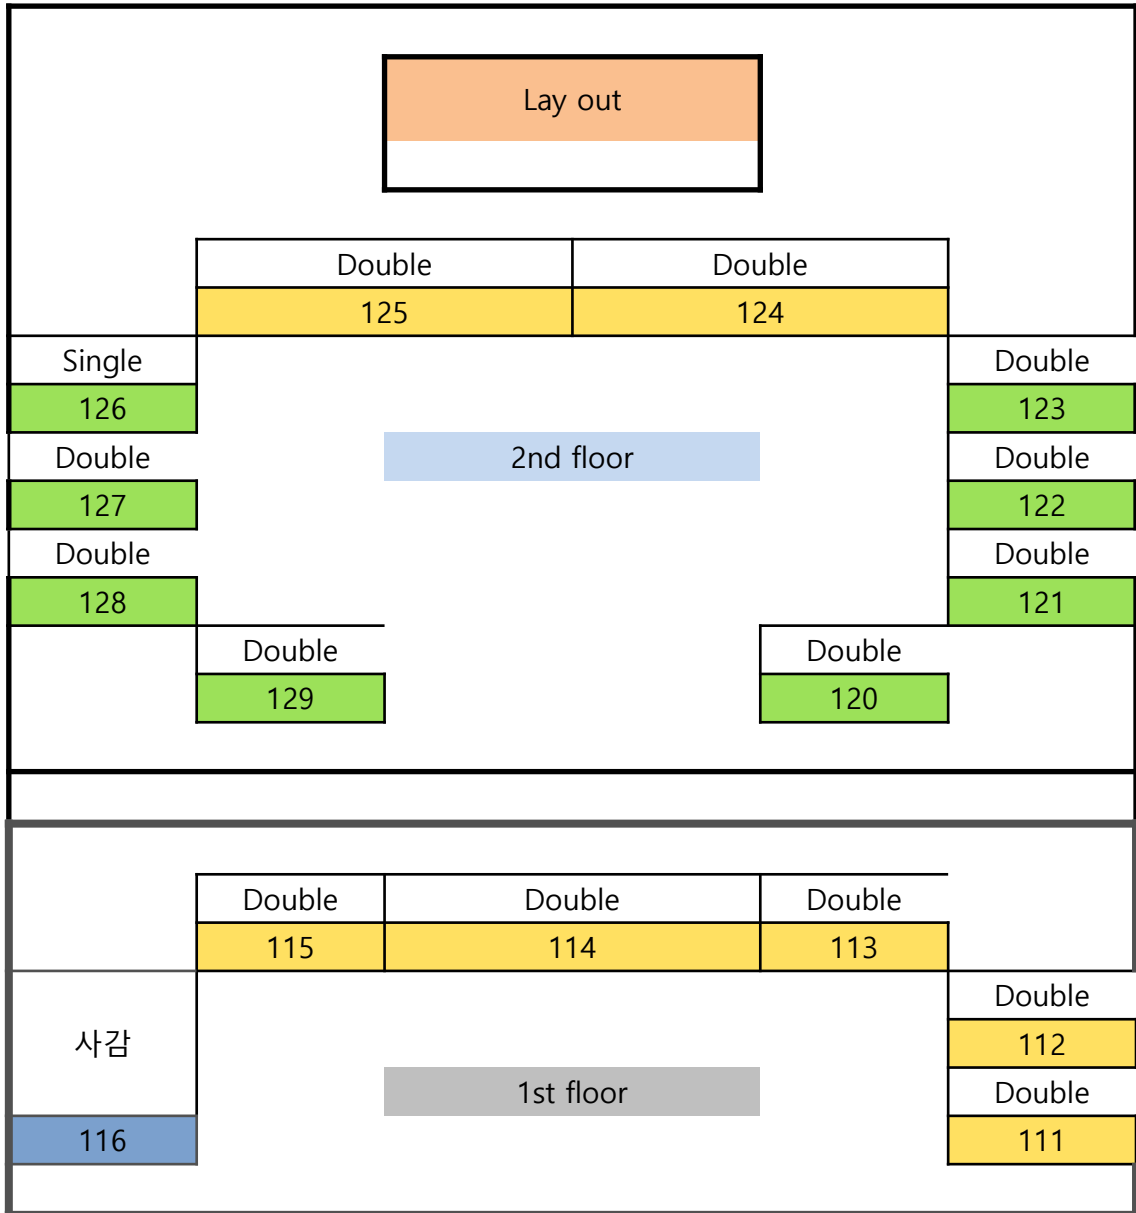 Lay out
Double Double
125 124
Single Double
126 123
Double 2nd floor Double
127 122
Double Double
128 121
Double Double
129 120
Double Double Double
115 114 113
Double
사감 112
1st floor Double
116 111